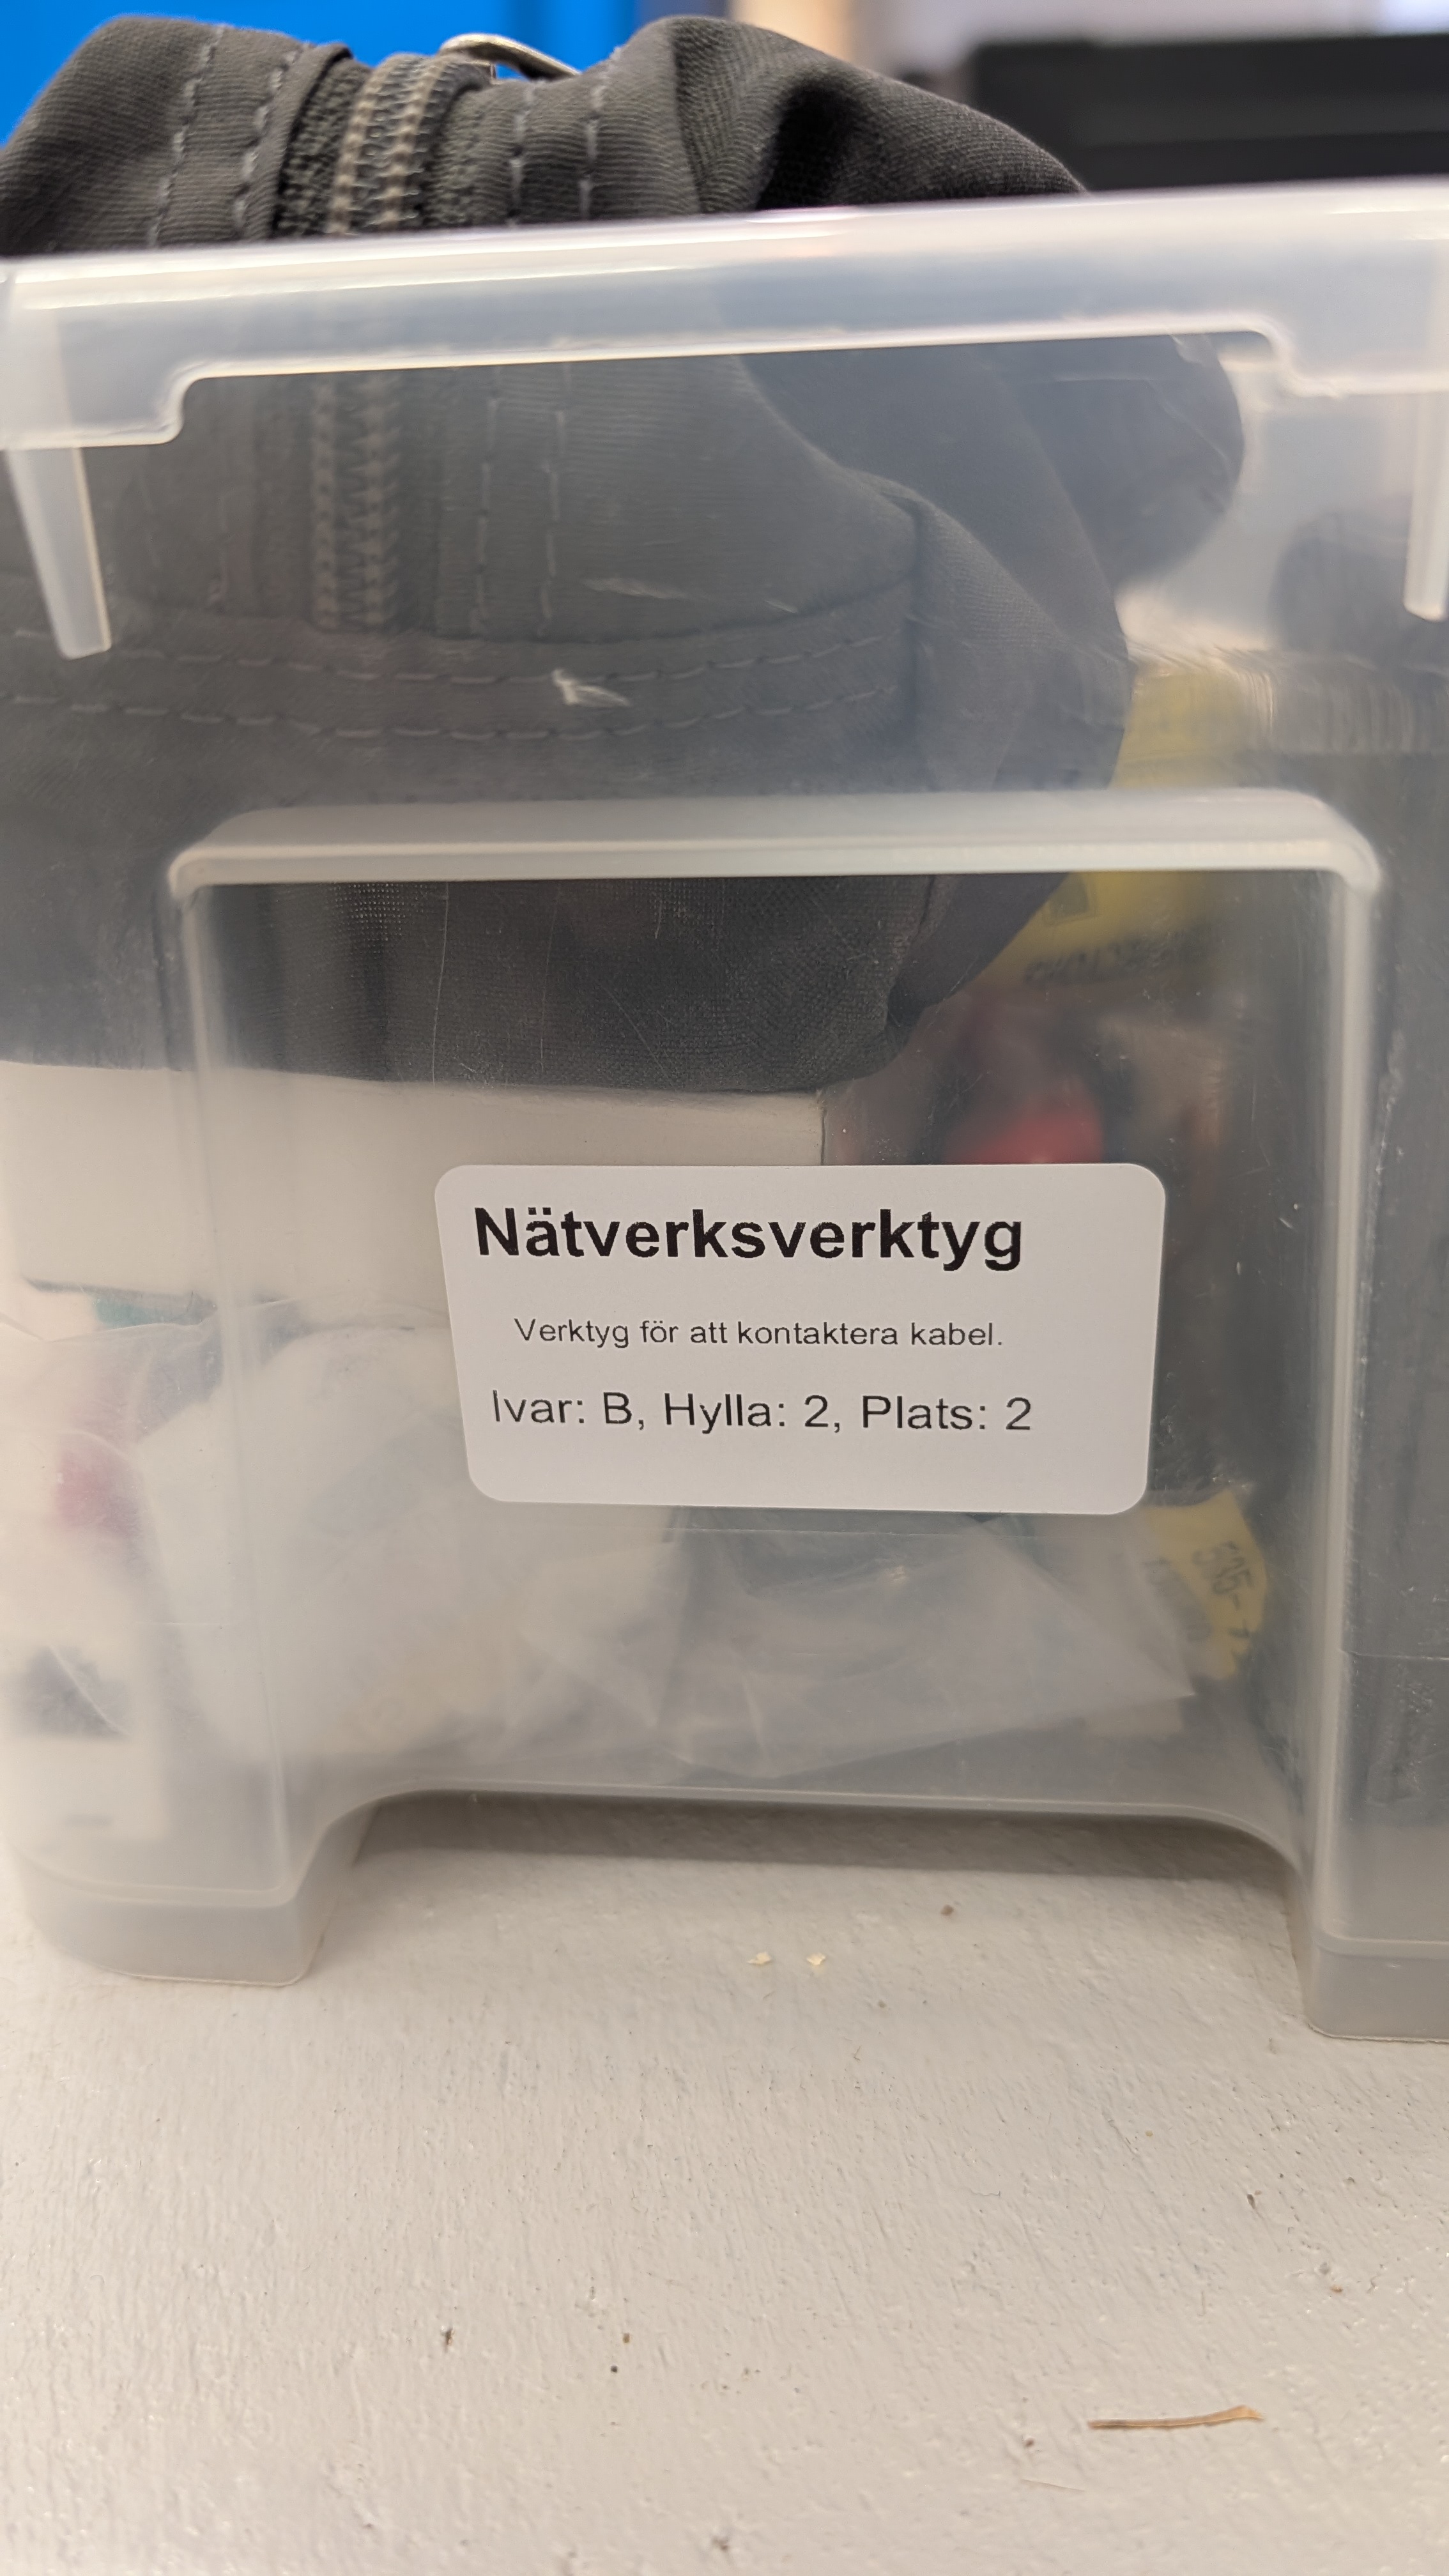 Nätverksverktyg
Verktyg för att kontaktera kabel.
Ivar: B, Hylla: 2, Plats: 2